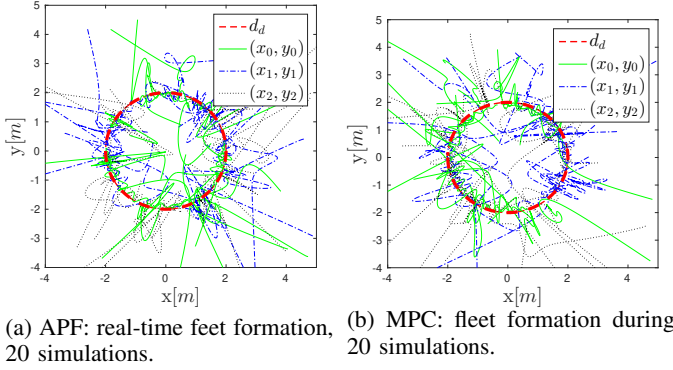 5
4
3
2
1
0
-1
-2
-3
-4
y[m]
-4 -2 0 2 4
x[m]
d_d
(x_0, y_0)
(x_1, y_1)
(x_2, y_2)
(a) APF: real-time feet formation,
20 simulations.
5
4
3
2
1
0
-1
-2
-3
-4
y[m]
-4 -2 0 2 4
x[m]
d_d
(x_0, y_0)
(x_1, y_1)
(x_2, y_2)
(b) MPC: fleet formation during
20 simulations.